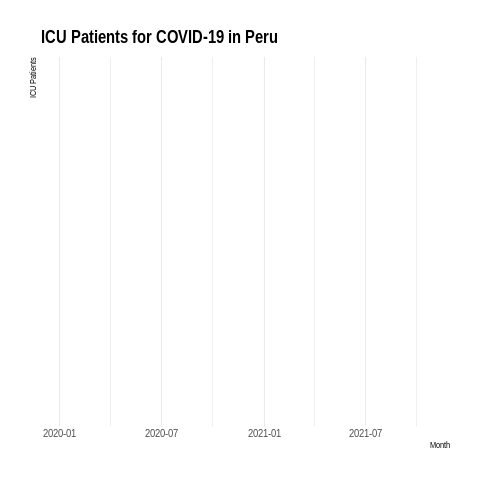 ICU Patients for COVID-19 in Peru
ICU Patients
2020-01 2020-07 2021-01 2021-07
Month